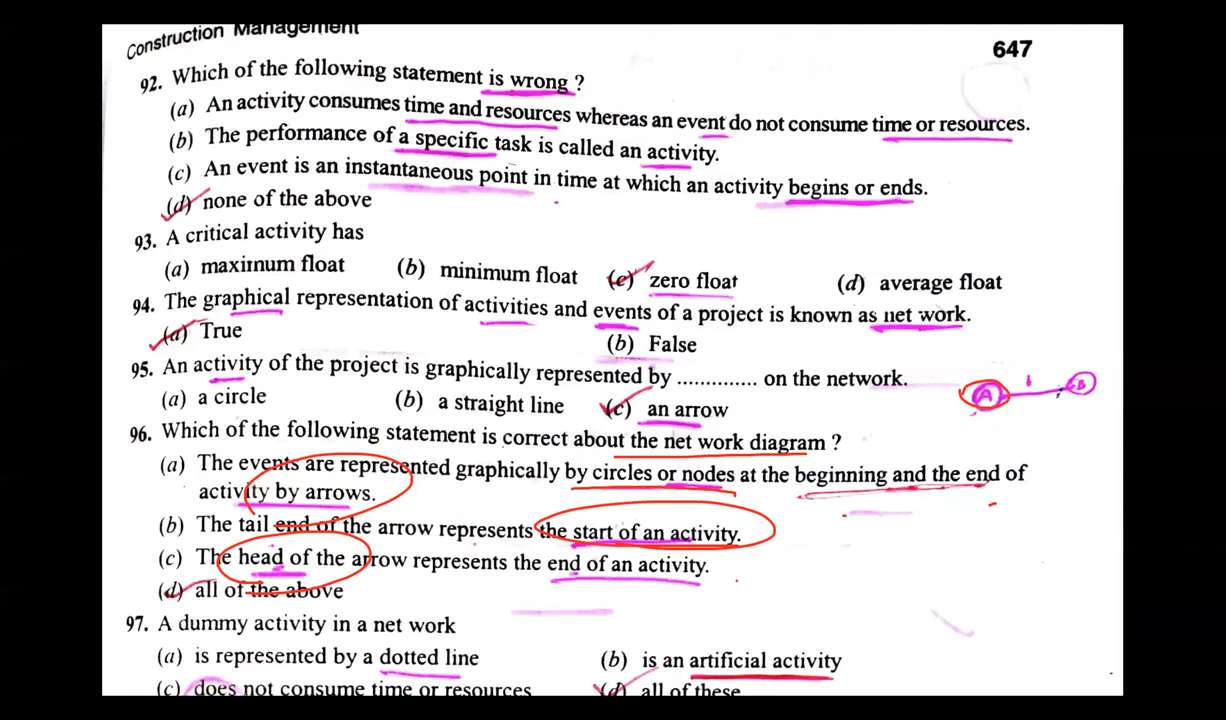 Construction Management
647
92. Which of the following statement is wrong ?
(a) An activity consumes time and resources whereas an event do not consume time or resources.
(b) The performance of a specific task is called an activity.
(c) An event is an instantaneous point in time at which an activity begins or ends.
(d) none of the above
93. A critical activity has
(a) maximum float (b) minimum float (c) zero float (d) average float
94. The graphical representation of activities and events of a project is known as net work.
(a) True (b) False
95. An activity of the project is graphically represented by .............. on the network.
(a) a circle (b) a straight line (c) an arrow
A B
96. Which of the following statement is correct about the net work diagram ?
(a) The events are represented graphically by circles or nodes at the beginning and the end of
activity by arrows.
(b) The tail end of the arrow represents the start of an activity.
(c) The head of the arrow represents the end of an activity.
(d) all of the above
97. A dummy activity in a net work
(a) is represented by a dotted line (b) is an artificial activity
(c) does not consume time or resources (d) all of these